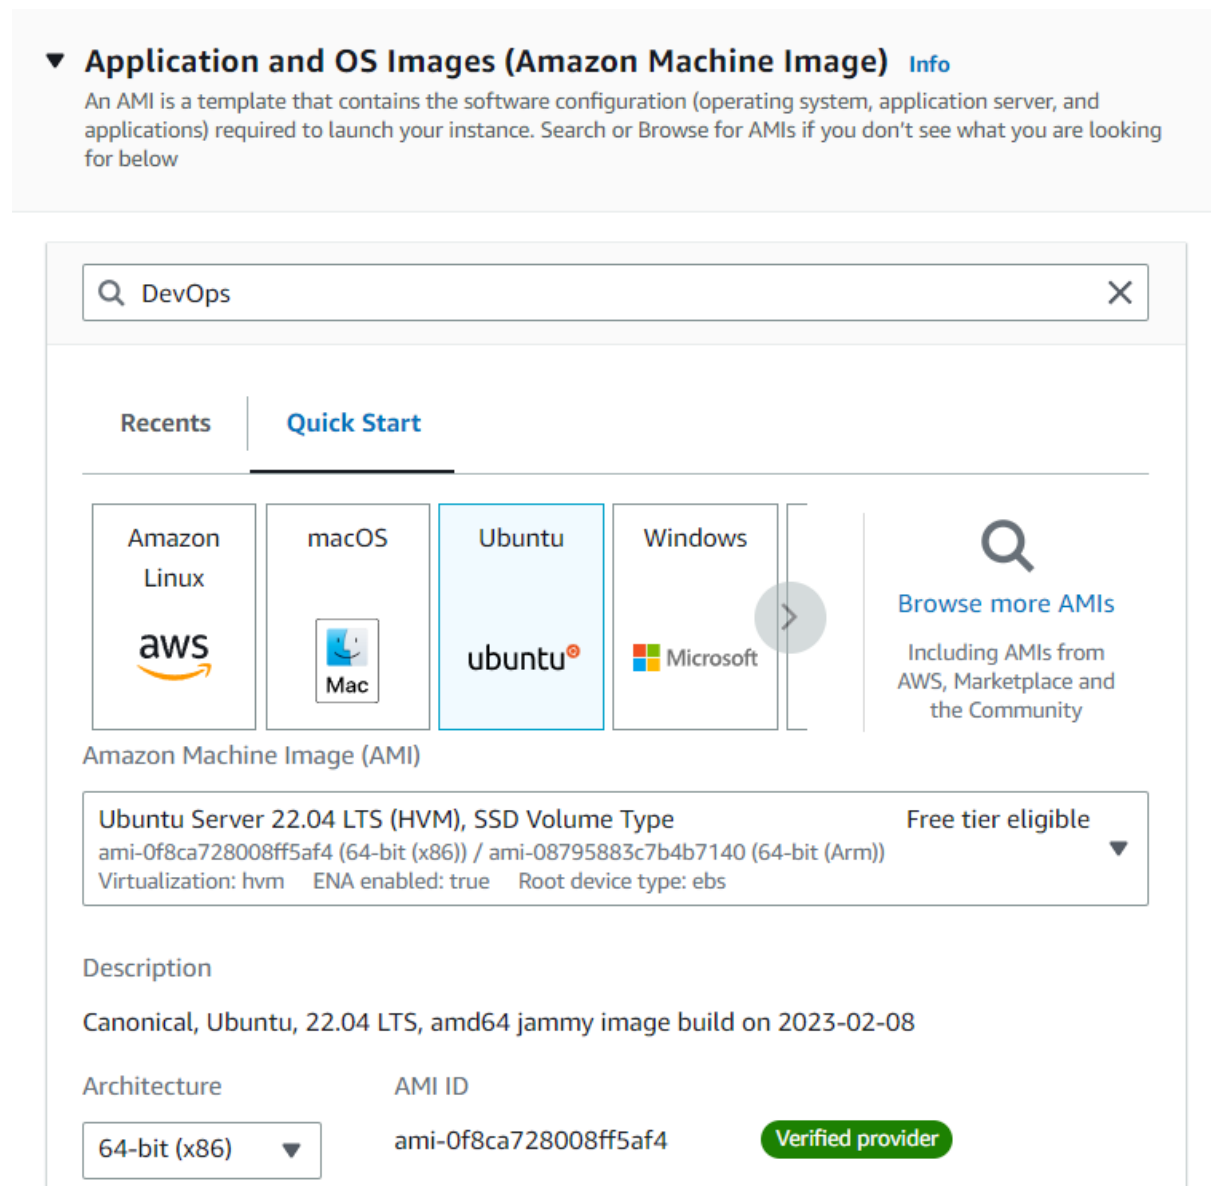 Application and OS Images (Amazon Machine Image) Info
An AMI is a template that contains the software configuration (operating system, application server, and
applications) required to launch your instance. Search or Browse for AMIs if you don't see what you are looking
for below
DevOps
Recents
Quick Start
Amazon
Linux
aws
macOS
Mac
Ubuntu
ubuntu
Windows
Microsoft
Browse more AMIs
Including AMIs from
AWS, Marketplace and
the Community
Amazon Machine Image (AMI)
Ubuntu Server 22.04 LTS (HVM), SSD Volume Type
Free tier eligible
ami-0f8ca728008ff5af4 (64-bit (x86)) / ami-08795883c7b4b7140 (64-bit (Arm))
Virtualization: hvm ENA enabled: true Root device type: ebs
Description
Canonical, Ubuntu, 22.04 LTS, amd64 jammy image build on 2023-02-08
Architecture
64-bit (x86)
AMI ID
ami-0f8ca728008ff5af4
Verified provider